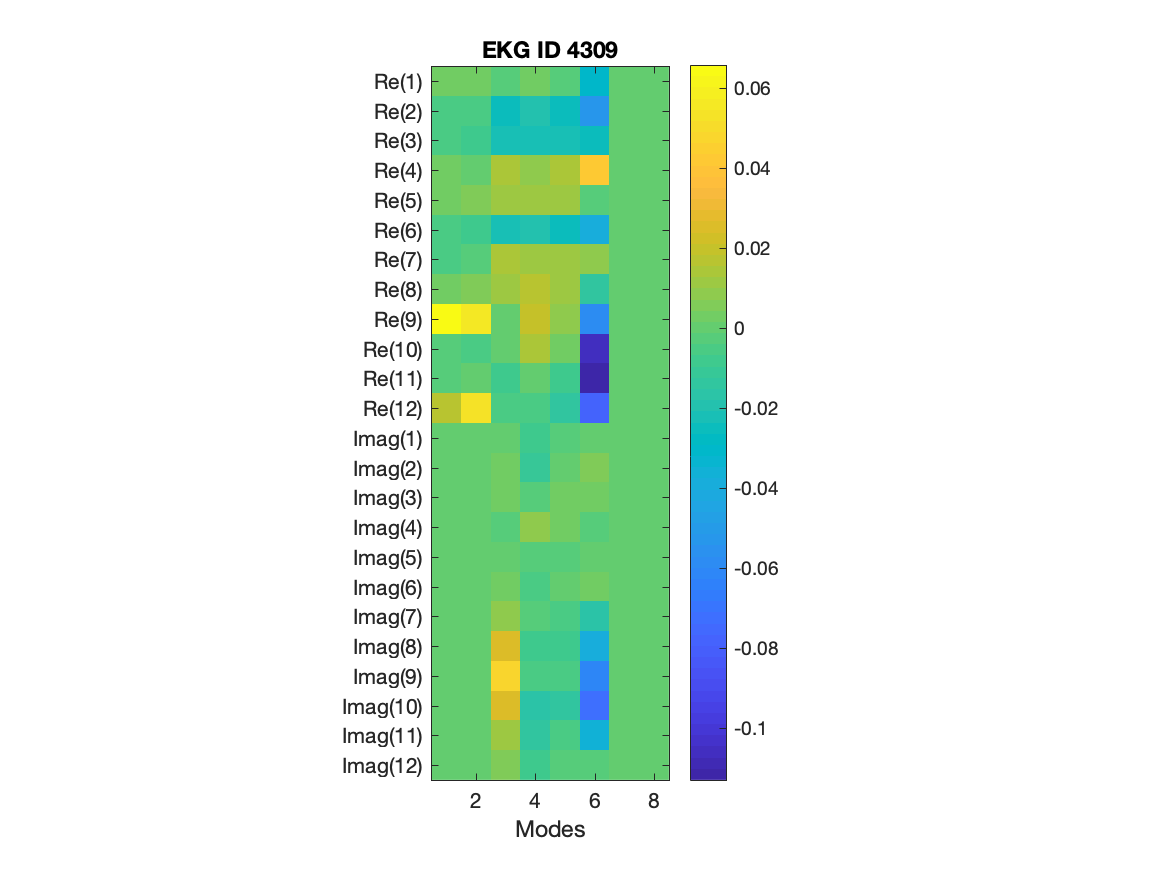 EKG ID 4309
Re(1)
Re(2)
Re(3)
Re(4)
Re(5)
Re(6)
Re(7)
Re(8)
Re(9)
Re(10)
Re(11)
Re(12)
Imag(1)
Imag(2)
Imag(3)
Imag(4)
Imag(5)
Imag(6)
Imag(7)
Imag(8)
Imag(9)
Imag(10)
Imag(11)
Imag(12)
2 4 6 8
Modes
0.06
0.04
0.02
0
-0.02
-0.04
-0.06
-0.08
-0.1